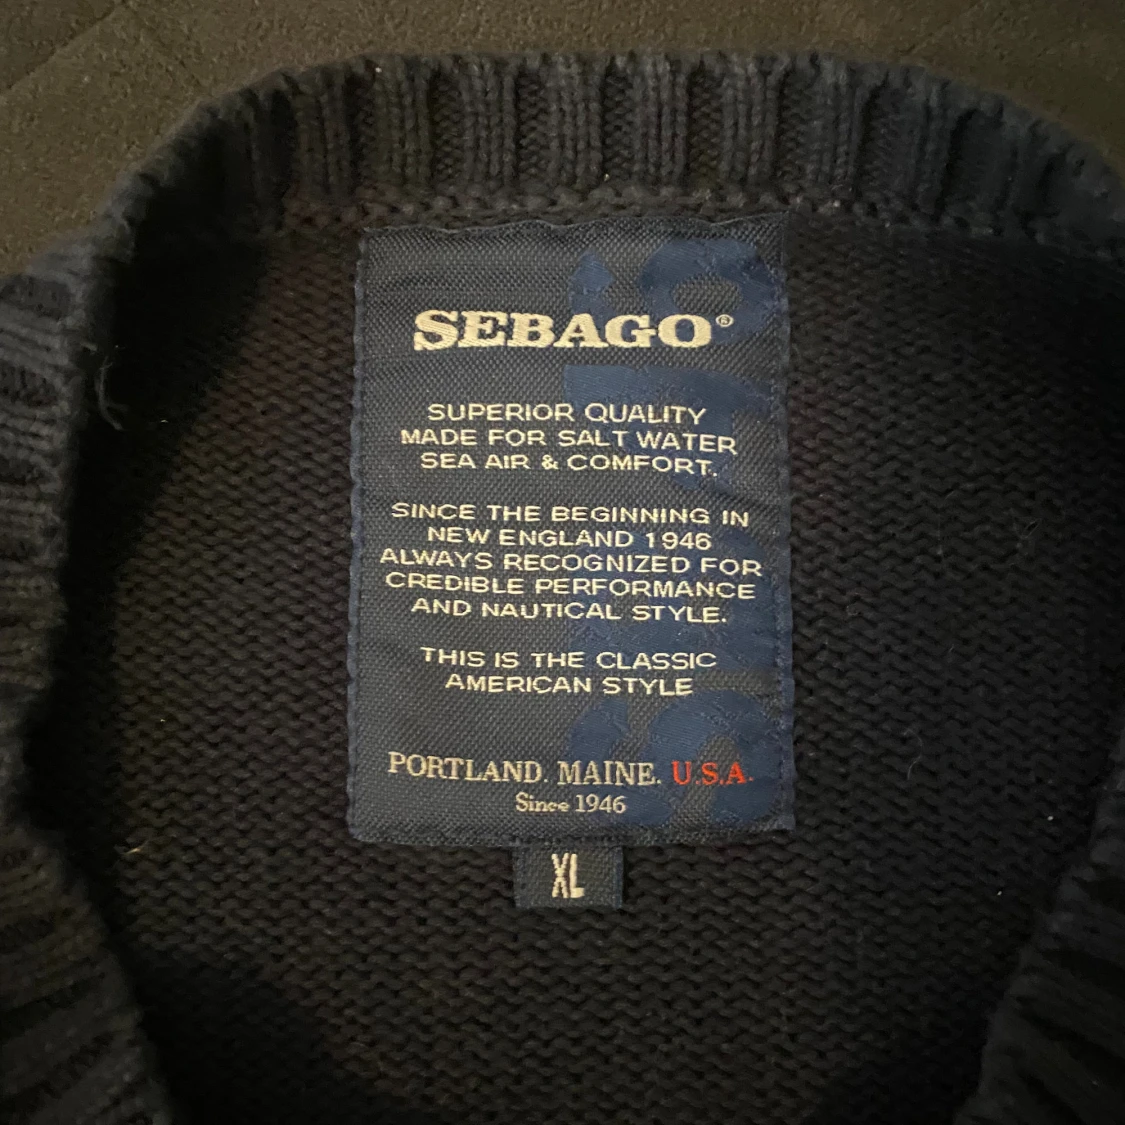 SEBAGO®
SUPERIOR QUALITY
MADE FOR SALT WATER
SEA AIR & COMFORT.
SINCE THE BEGINNING IN
NEW ENGLAND 1946
ALWAYS RECOGNIZED FOR
CREDIBLE PERFORMANCE
AND NAUTICAL STYLE.
THIS IS THE CLASSIC
AMERICAN STYLE
PORTLAND. MAINE. U.S.A.
Since 1946
XL